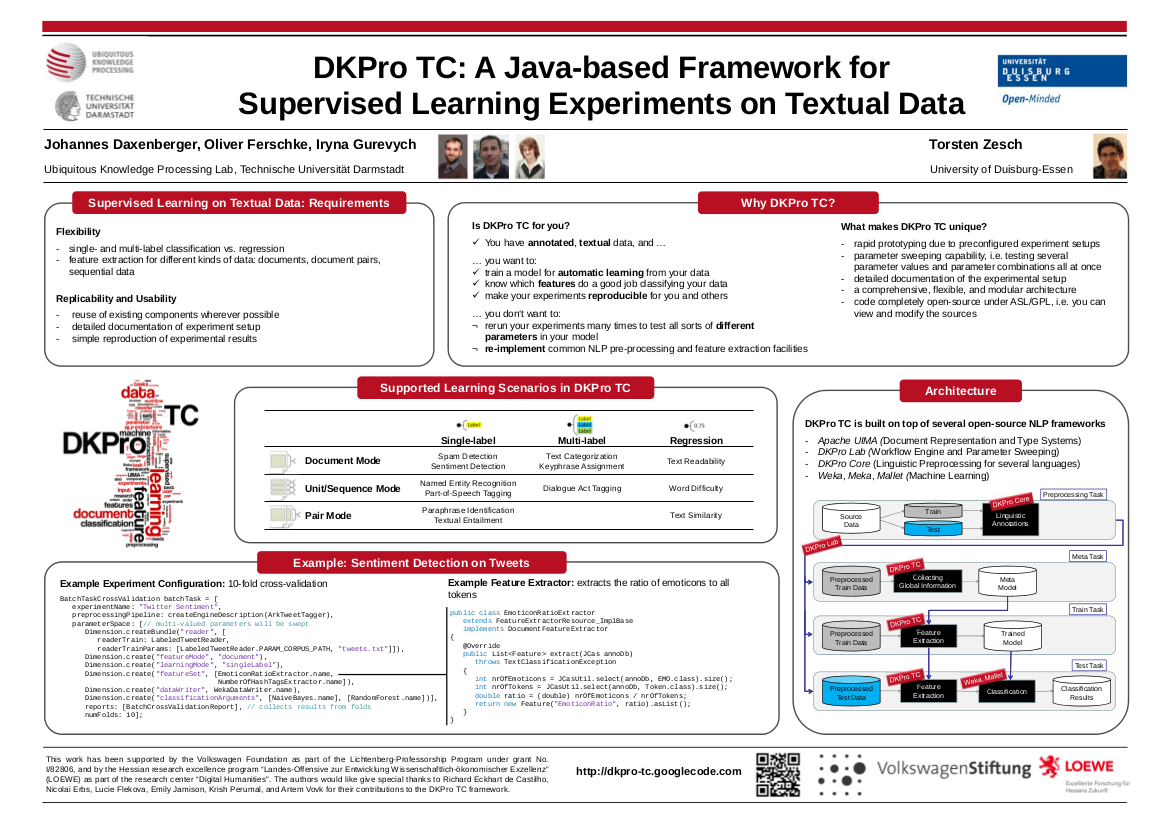 UBIQUITOUS
KNOWLEDGE
PROCESSING
TECHNISCHE
UNIVERSITÄT
DARMSTADT
DKPro TC: A Java-based Framework for
Supervised Learning Experiments on Textual Data
UNIVERSITÄT
DUISBURG
ESSEN
Open-Minded
Johannes Daxenberger, Oliver Ferschke, Iryna Gurevych
Ubiquitous Knowledge Processing Lab, Technische Universität Darmstadt
Torsten Zesch
University of Duisburg-Essen
Supervised Learning on Textual Data: Requirements
Flexibility
- single- and multi-label classification vs. regression
- feature extraction for different kinds of data: documents, document pairs,
sequential data
Replicability and Usability
- reuse of existing components wherever possible
- detailed documentation of experiment setup
- simple reproduction of experimental results
Why DKPro TC?
Is DKPro TC for you?
✓ You have annotated, textual data, and …
… you want to:
✓ train a model for automatic learning from your data
✓ know which features do a good job classifying your data
✓ make your experiments reproducible for you and others
… you don't want to:
¬ rerun your experiments many times to test all sorts of different
parameters in your model
¬ re-implement common NLP pre-processing and feature extraction facilities
What makes DKPro TC unique?
- rapid prototyping due to preconfigured experiment setups
- parameter sweeping capability, i.e. testing several
parameter values and parameter combinations all at once
- detailed documentation of the experimental setup
- a comprehensive, flexible, and modular architecture
- code completely open-source under ASL/GPL, i.e. you can
view and modify the sources
data
TC
DKPro
machine
learning
feature
features
document
classification
preprocessing
Supported Learning Scenarios in DKPro TC
Label
Label
Label
Label
0.75
Single-label Multi-label Regression
Document Mode
Spam Detection
Sentiment Detection
Text Categorization
Keyphrase Assignment
Text Readability
Unit/Sequence Mode
Named Entity Recognition
Part-of-Speech Tagging
Dialogue Act Tagging
Word Difficulty
Pair Mode
Paraphrase Identification
Textual Entailment
Text Similarity
Architecture
DKPro TC is built on top of several open-source NLP frameworks
- Apache UIMA (Document Representation and Type Systems)
- DKPro Lab (Workflow Engine and Parameter Sweeping)
- DKPro Core (Linguistic Preprocessing for several languages)
- Weka, Meka, Mallet (Machine Learning)
Preprocessing Task
DKPro Core
Source
Data
Train
Test
Linguistic
Annotations
DKPro Lab
Meta Task
DKPro TC
Preprocessed
Train Data
Collecting
Global Information
Meta
Model
Train Task
DKPro TC
Preprocessed
Train Data
Feature
Extraction
Trained
Model
Test Task
DKPro TC
Weka, Mallet
Preprocessed
Test Data
Feature
Extraction
Classification
Classification
Results
Example: Sentiment Detection on Tweets
Example Experiment Configuration: 10-fold cross-validation
BatchTaskCrossValidation batchTask = [
experimentName: "Twitter Sentiment",
preprocessingPipeline: createEngineDescription(ArkTweetTagger),
parameterSpace: [// multi-valued parameters will be swept
Dimension.createBundle("reader", [
readerTrain: LabeledTweetReader,
readerTrainParams: [LabeledTweetReader.PARAM_CORPUS_PATH, "tweets.txt"]]),
Dimension.create("featureMode", "document"),
Dimension.create("learningMode", "singleLabel"),
Dimension.create("featureSet", [EmoticonRatioExtractor.name,
NumberOfHashTagsExtractor.name]),
Dimension.create("dataWriter", WekaDataWriter.name),
Dimension.create("classificationArguments", [NaiveBayes.name], [RandomForest.name])],
reports: [BatchCrossValidationReport], // collects results from folds
numFolds: 10];
Example Feature Extractor: extracts the ratio of emoticons to all
tokens
public class EmoticonRatioExtractor
extends FeatureExtractorResource_ImplBase
implements DocumentFeatureExtractor
{
@Override
public List<Feature> extract(JCas annoDb)
throws TextClassificationException
{
int nrOfEmoticons = JCasUtil.select(annoDb, EMO.class).size();
int nrOfTokens = JCasUtil.select(annoDb, Token.class).size();
double ratio = (double) nrOfEmoticons / nrOfTokens;
return new Feature("EmoticonRatio", ratio).asList();
}
}
This work has been supported by the Volkswagen Foundation as part of the Lichtenberg-Professorship Program under grant No.
I/82806, and by the Hessian research excellence program “Landes-Offensive zur Entwicklung Wissenschaftlich-ökonomischer Exzellenz”
(LOEWE) as part of the research center “Digital Humanities”. The authors would like give special thanks to Richard Eckart de Castilho,
Nicolai Erbs, Lucie Flekova, Emily Jamison, Krish Perumal, and Artem Vovk for their contributions to the DKPro TC framework.
http://dkpro-tc.googlecode.com
VolkswagenStiftung
LOEWE
Exzellente Forschung für
Hessens Zukunft